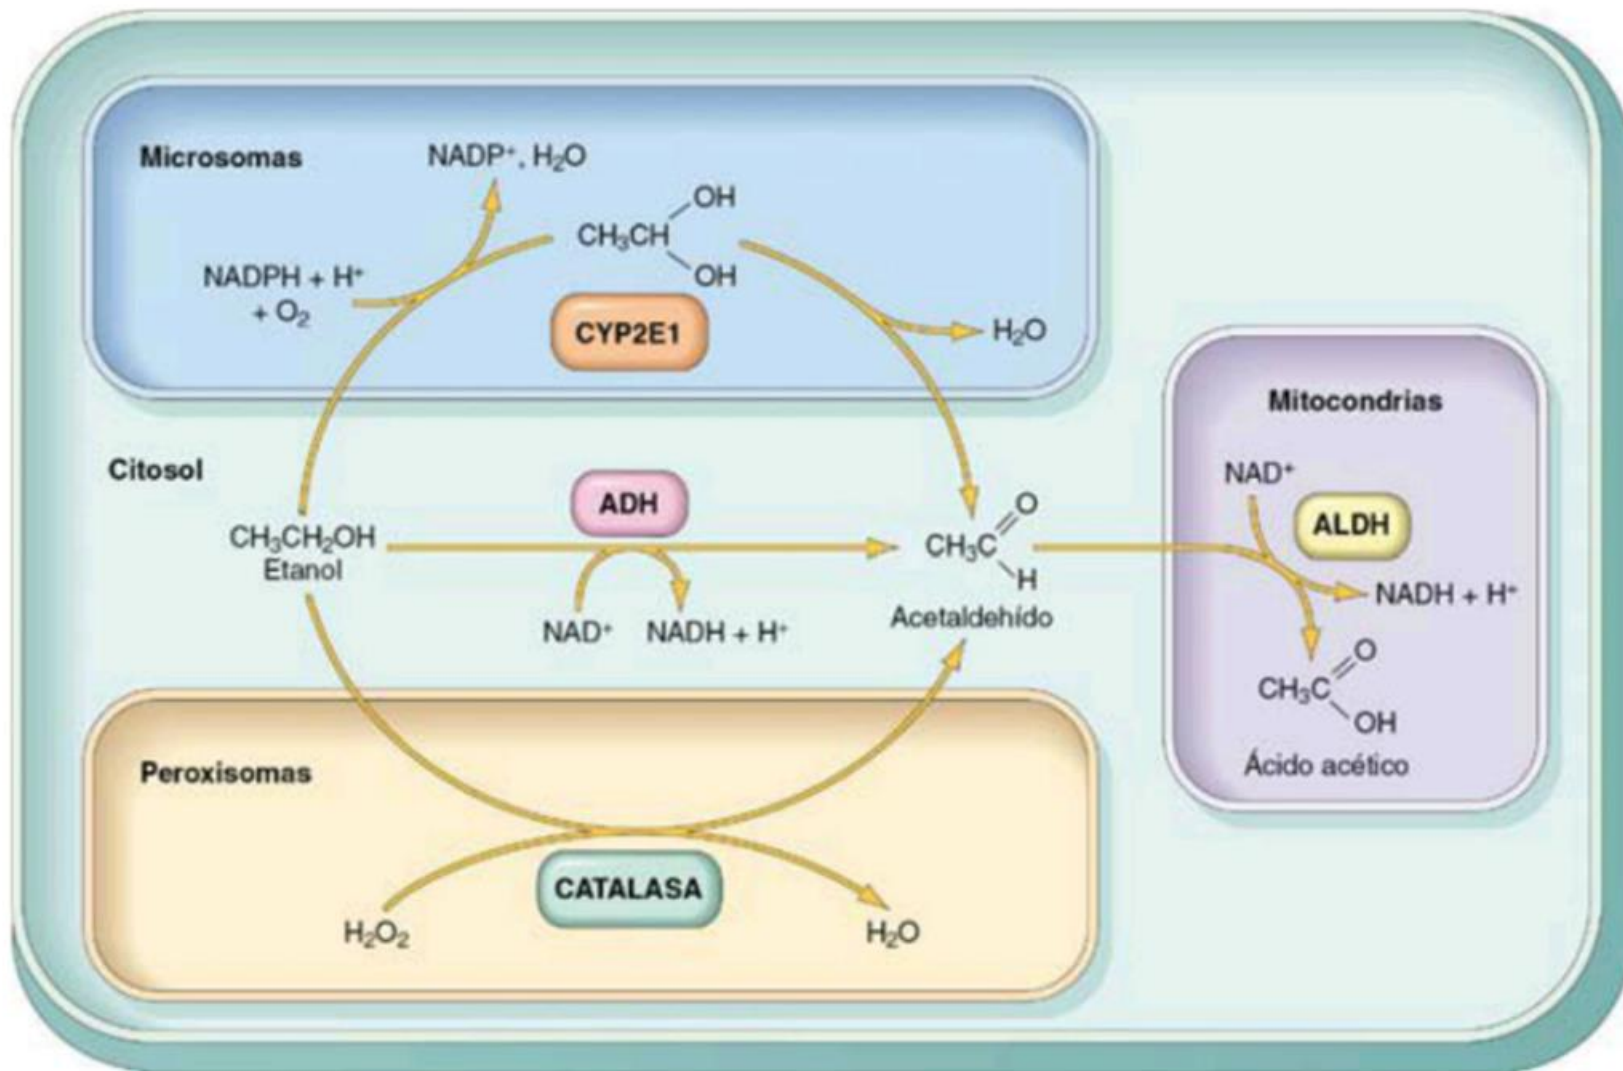 Microsomas
NADP⁺, H₂O
OH
CH₃CH
OH
NADPH + H⁺
+ O₂
CYP2E1
H₂O
Mitocondrias
Citosol
NAD⁺
ADH
ALDH
CH₃CH₂OH
Etanol
O
CH₃C
H
NADH + H⁺
NAD⁺
NADH + H⁺
Acetaldehído
O
CH₃C
OH
Ácido acético
Peroxisomas
CATALASA
H₂O₂
H₂O